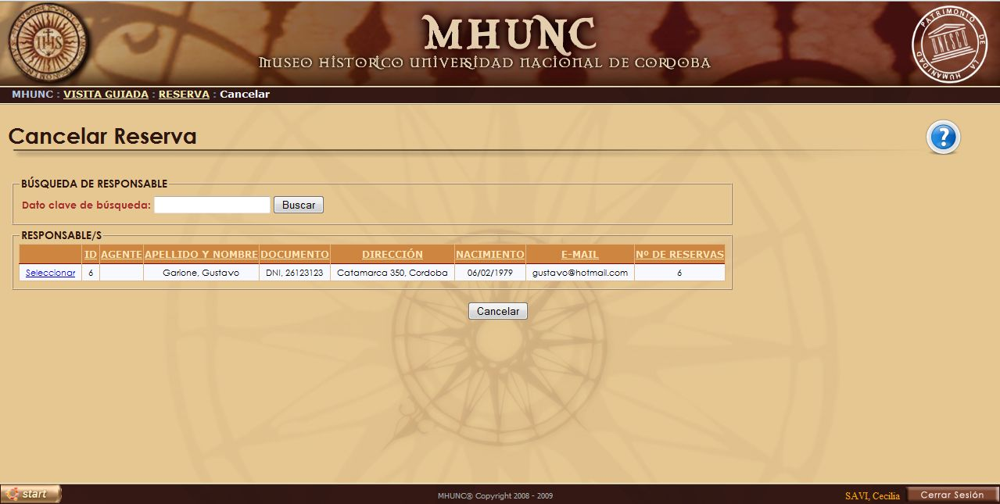 MHUNC
MUSEO HISTORICO UNIVERSIDAD NACIONAL DE CORDOBA
IHS
PATRIMONIO DE LA HUMANIDAD
UNESCO
MHUNC : VISITA GUIADA : RESERVA : Cancelar
Cancelar Reserva
?
BÚSQUEDA DE RESPONSABLE
Dato clave de búsqueda: Buscar
RESPONSABLE/S
ID AGENTE APELLIDO Y NOMBRE DOCUMENTO DIRECCIÓN NACIMIENTO E-MAIL Nº DE RESERVAS
Seleccionar 6 Garione, Gustavo DNI, 26123123 Catamarca 350, Cordoba 06/02/1979 gustavo@hotmail.com 6
Cancelar
start MHUNC® Copyright 2008 - 2009 SAVI, Cecilia Cerrar Sesión